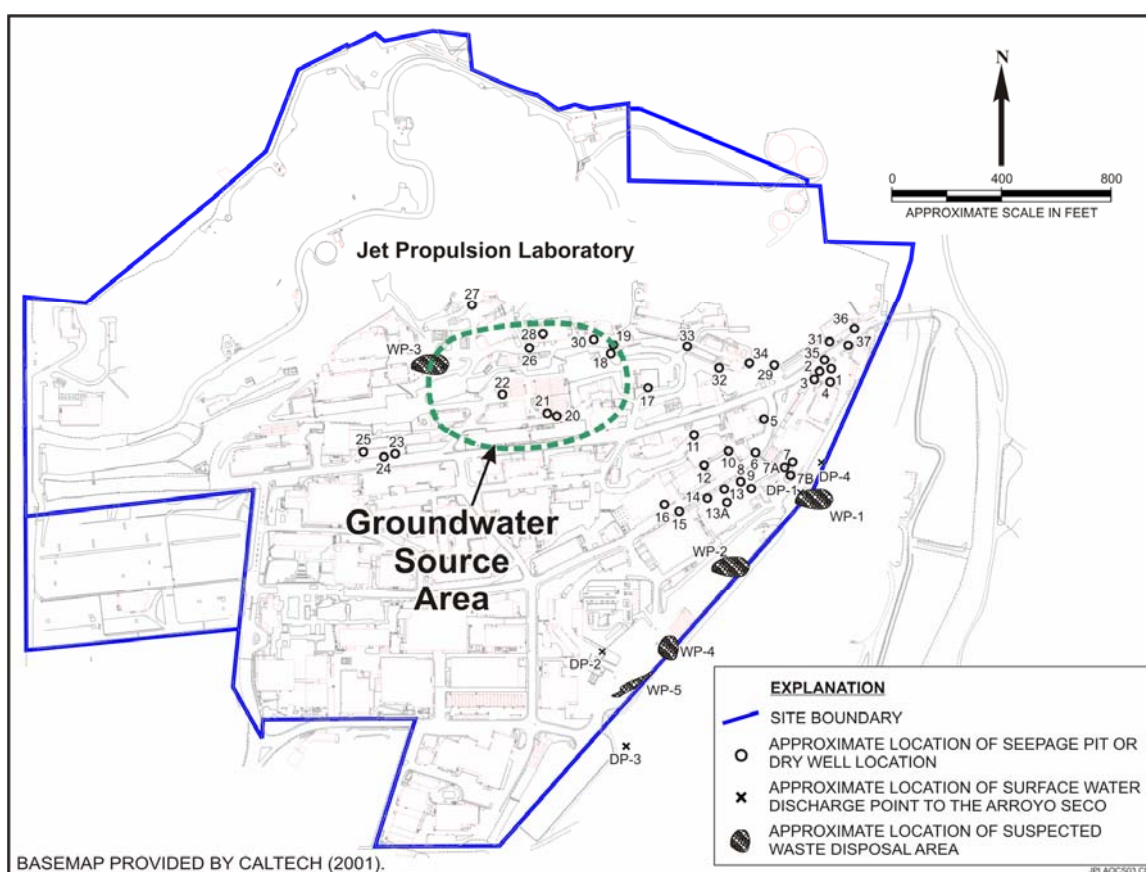 N
0
400
800
APPROXIMATE SCALE IN FEET
Jet Propulsion Laboratory
27
28
30
19
18
26
WP-3
22
21
20
17
33
32
34
29
36
31
37
35
2
1
3
4
25
24
23
5
11
10
6
7
7A
7B
DP-4
DP-1
WP-1
12
8
9
13
14
13A
16
15
WP-2
Groundwater
Source
Area
DP-2
WP-4
WP-5
DP-3
EXPLANATION
SITE BOUNDARY
APPROXIMATE LOCATION OF SEEPAGE PIT OR
DRY WELL LOCATION
APPROXIMATE LOCATION OF SURFACE WATER
DISCHARGE POINT TO THE ARROYO SECO
APPROXIMATE LOCATION OF SUSPECTED
WASTE DISPOSAL AREA
BASEMAP PROVIDED BY CALTECH (2001).